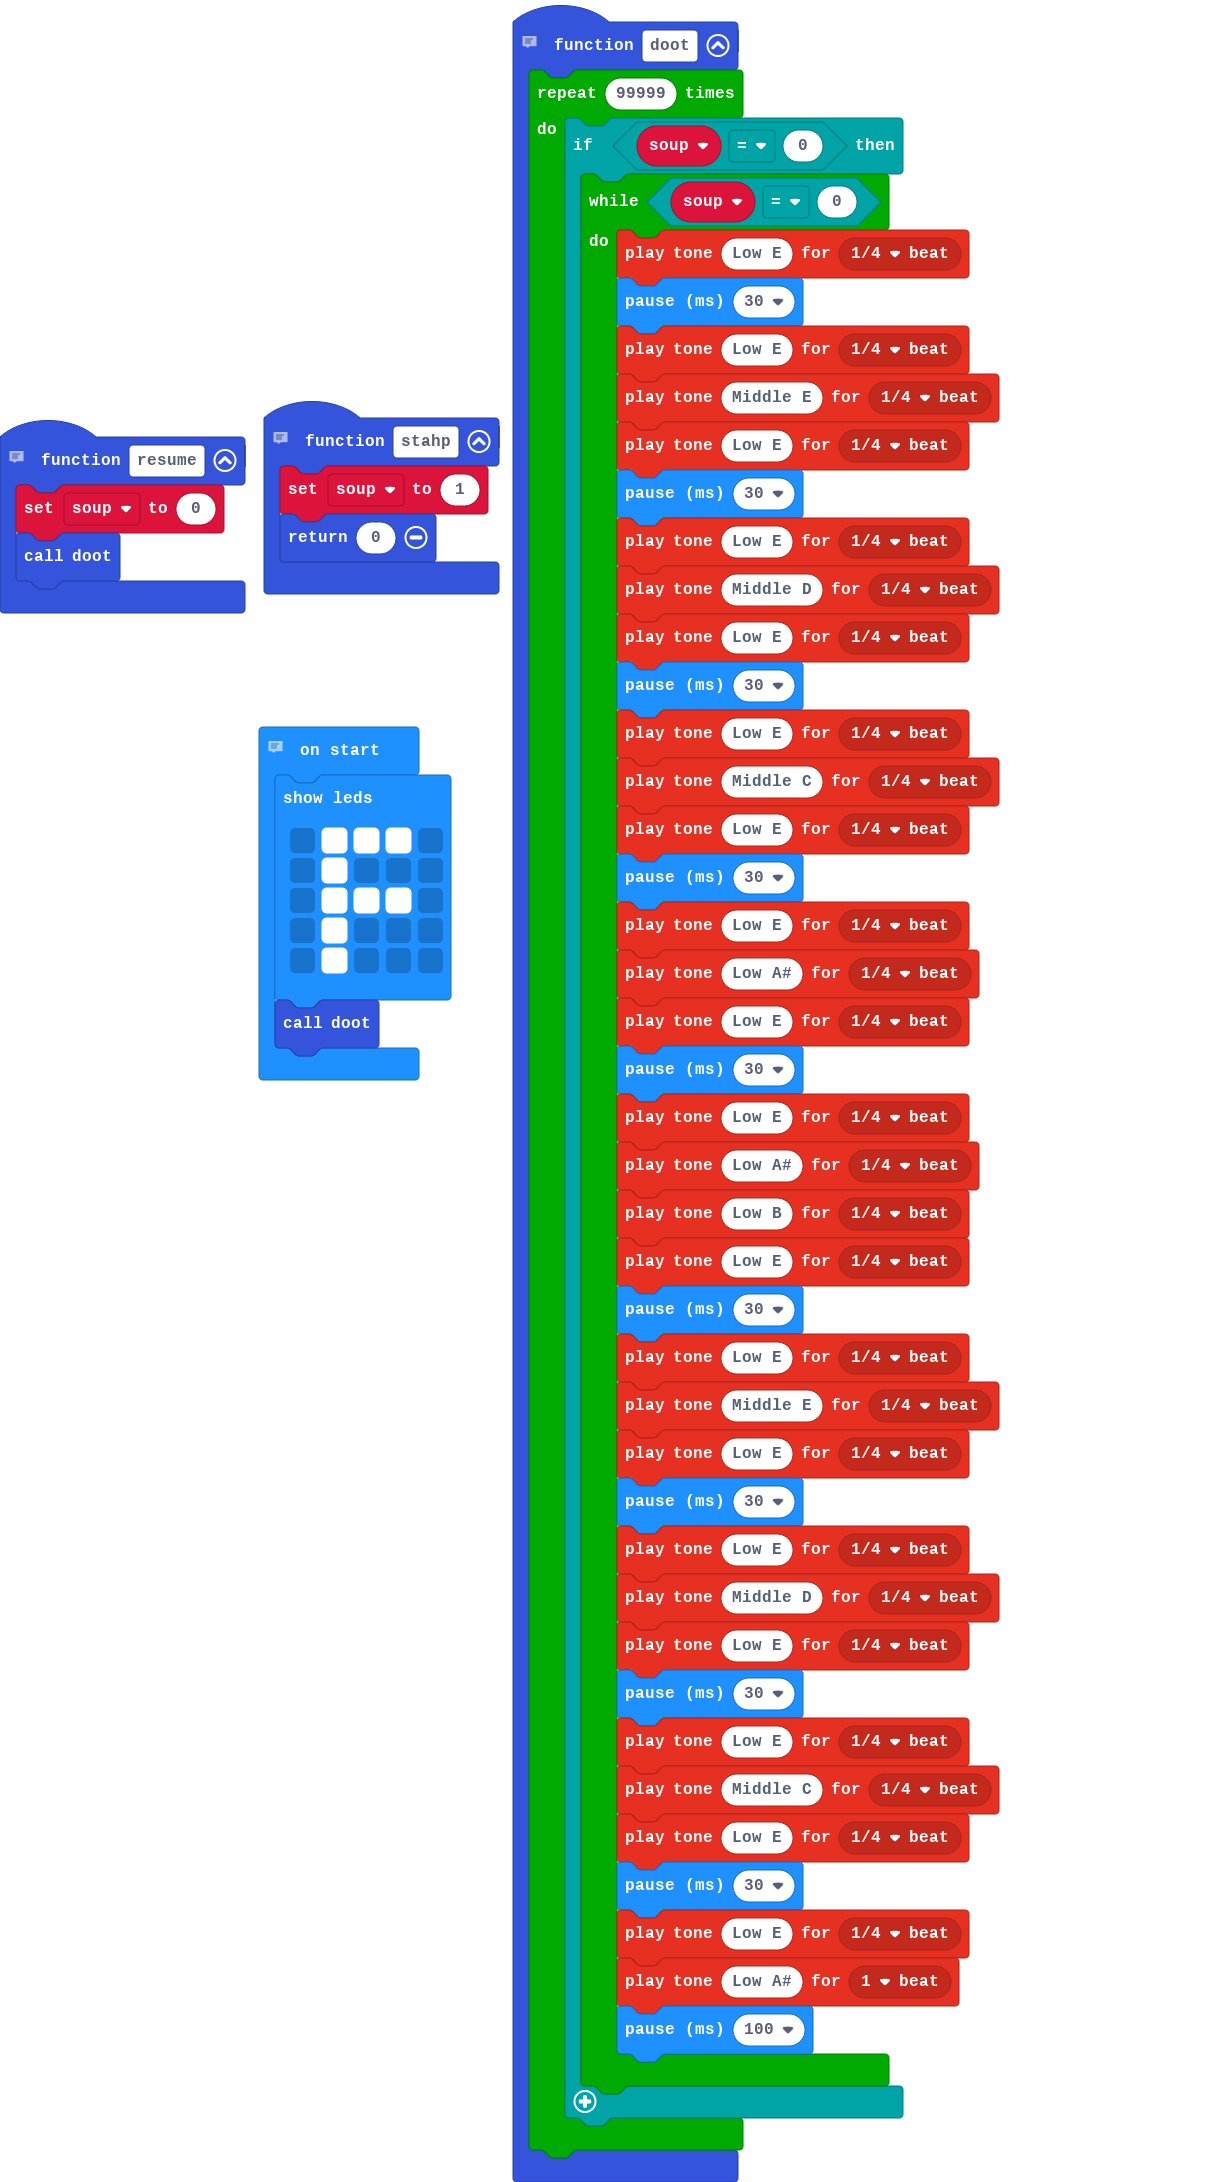 function resume
set soup to 0
call doot
function stahp
set soup to 1
return 0
on start
show leds
call doot
function doot
repeat 99999 times
do
if soup = 0 then
while soup = 0
do
play tone Low E for 1/4 beat
pause (ms) 30
play tone Low E for 1/4 beat
play tone Middle E for 1/4 beat
play tone Low E for 1/4 beat
pause (ms) 30
play tone Low E for 1/4 beat
play tone Middle D for 1/4 beat
play tone Low E for 1/4 beat
pause (ms) 30
play tone Low E for 1/4 beat
play tone Middle C for 1/4 beat
play tone Low E for 1/4 beat
pause (ms) 30
play tone Low E for 1/4 beat
play tone Low A# for 1/4 beat
play tone Low E for 1/4 beat
pause (ms) 30
play tone Low E for 1/4 beat
play tone Low A# for 1/4 beat
play tone Low B for 1/4 beat
play tone Low E for 1/4 beat
pause (ms) 30
play tone Low E for 1/4 beat
play tone Middle E for 1/4 beat
play tone Low E for 1/4 beat
pause (ms) 30
play tone Low E for 1/4 beat
play tone Middle D for 1/4 beat
play tone Low E for 1/4 beat
pause (ms) 30
play tone Low E for 1/4 beat
play tone Middle C for 1/4 beat
play tone Low E for 1/4 beat
pause (ms) 30
play tone Low E for 1/4 beat
play tone Low A# for 1 beat
pause (ms) 100